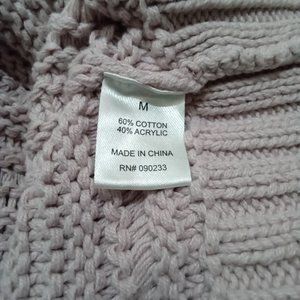 M
60% COTTON
40% ACRYLIC
MADE IN CHINA
RN# 090233